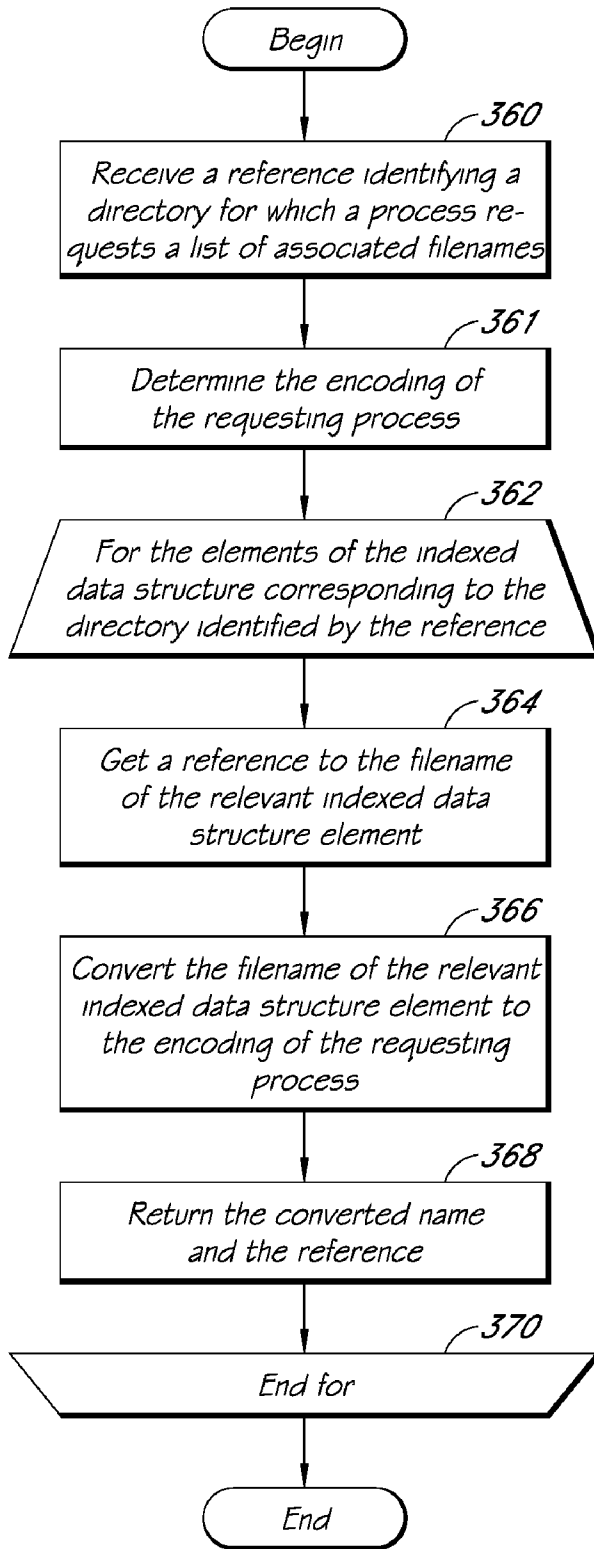 Begin
360
Receive a reference identifying a
directory for which a process re-
quests a list of associated filenames
361
Determine the encoding of
the requesting process
362
For the elements of the indexed
data structure corresponding to the
directory identified by the reference
364
Get a reference to the filename
of the relevant indexed data
structure element
366
Convert the filename of the relevant
indexed data structure element to
the encoding of the requesting
process
368
Return the converted name
and the reference
370
End for
End